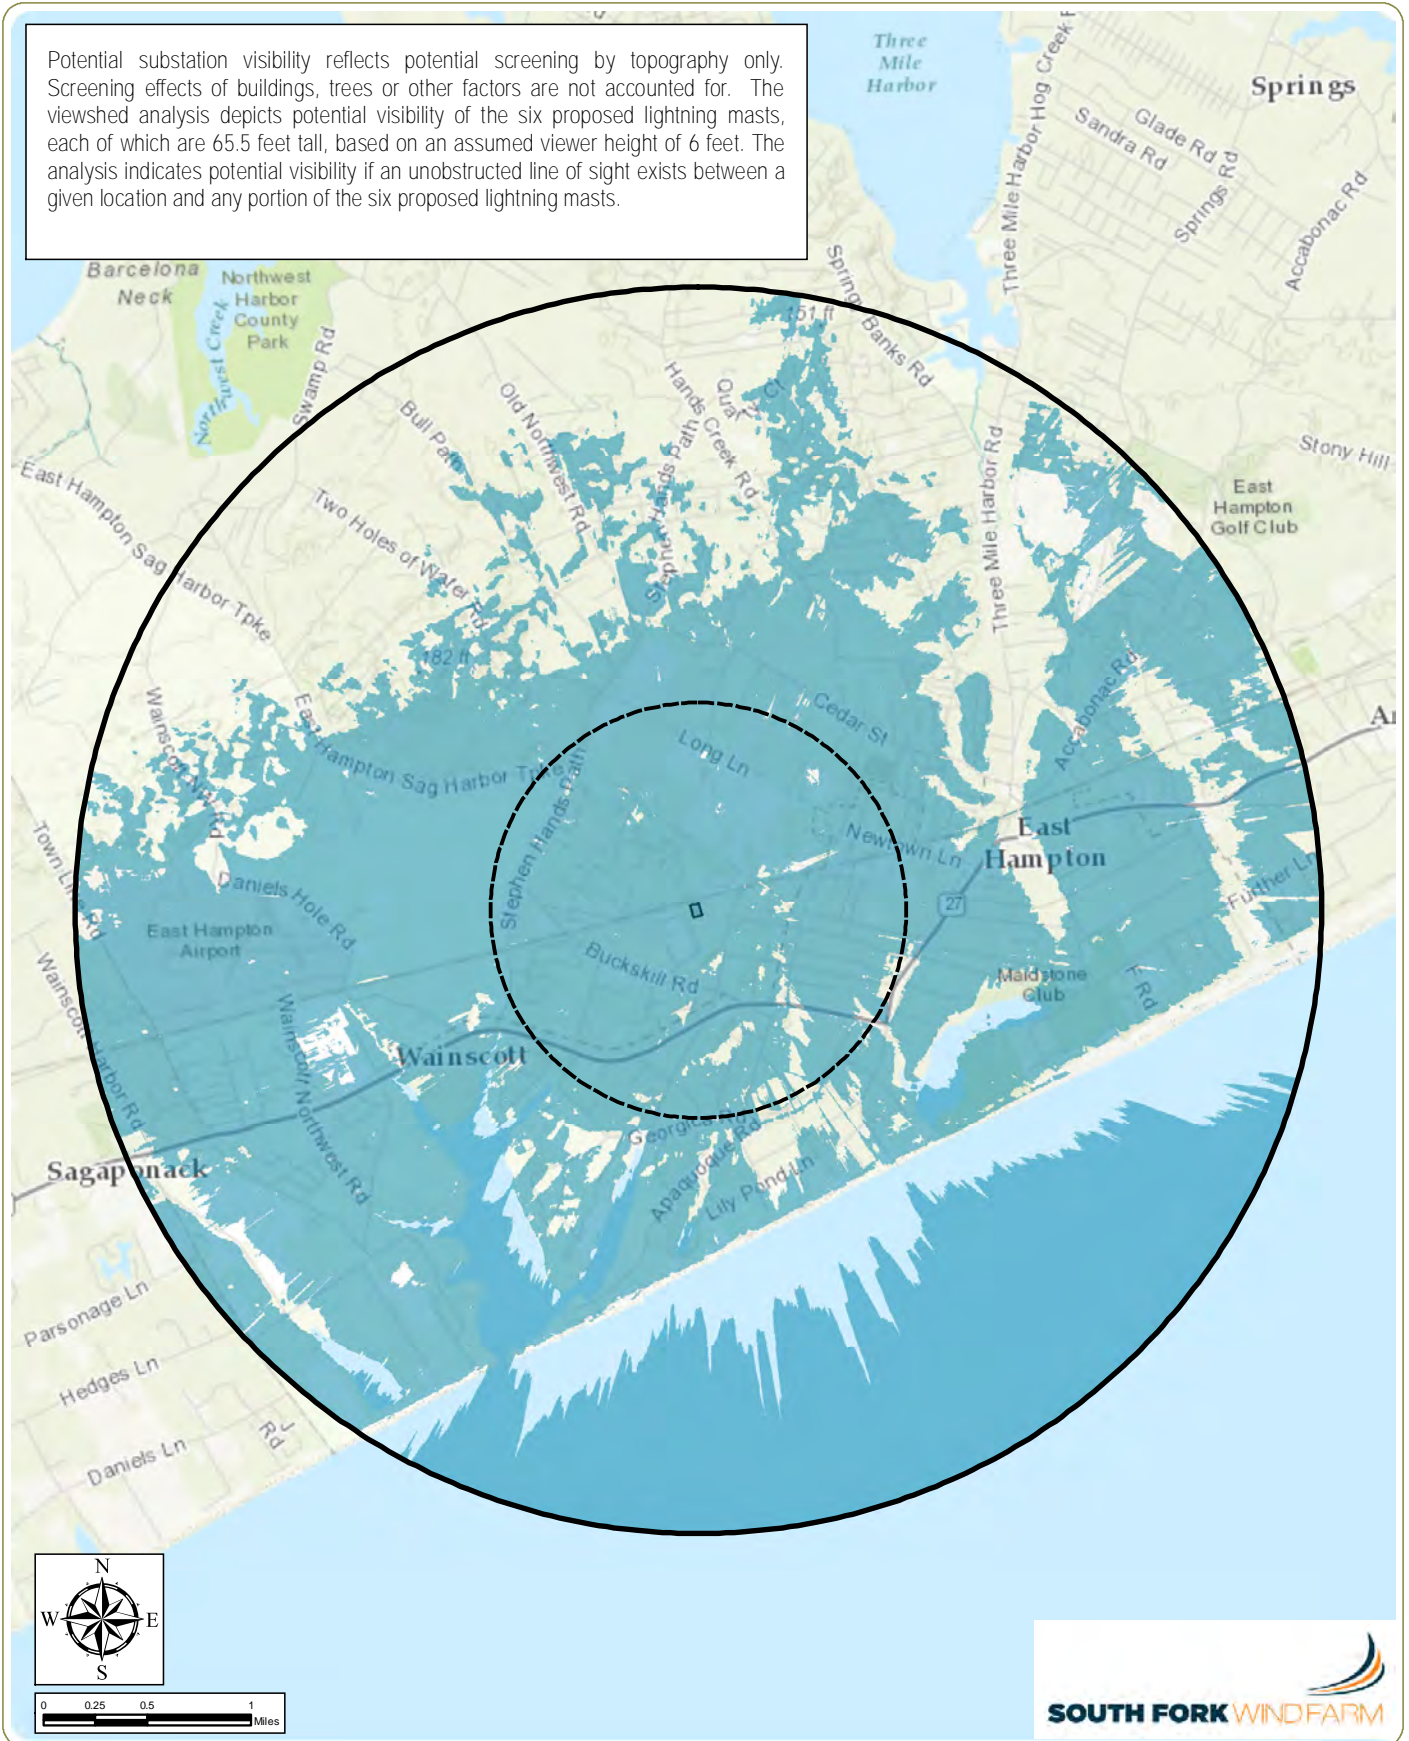 Potential substation visibility reflects potential screening by topography only.
Screening effects of buildings, trees or other factors are not accounted for. The
viewshed analysis depicts potential visibility of the six proposed lightning masts,
each of which are 65.5 feet tall, based on an assumed viewer height of 6 feet. The
analysis indicates potential visibility if an unobstructed line of sight exists between a
given location and any portion of the six proposed lightning masts.
Three
Mile
Harbor
Springs
Three Mile Harbor Hog Creek
Glade Rd
Sandra Rd
Springs Rd
Accabonac Rd
Barcelona
Neck
Northwest
Harbor
County
Park
Northwest Creek
Swamp Rd
151 ft
Springs Banks Rd
Hands Creek Rd
Ct
Old Northwest Rd
Bull Path
Stephen Hands Path
Three Mile Harbor Rd
Stony Hill
East
Hampton
Golf Club
East Hampton Sag Harbor Tpke
Two Holes of Water Rd
182 ft
Wainscott NW Rd
East Hampton Sag Harbor Tpke
Stephen Hands Path
Long Ln
Cedar St
Accabonac Rd
Newtown Ln
East
Hampton
27
Further Ln
Town Line Rd
Daniels Hole Rd
East Hampton
Airport
Buckskill Rd
Maidstone
Club
Wainscott Harbor Rd
Wainscott Northwest Rd
Wainscott
Georgica Rd
Apaquogue Rd
Lily Pond Ln
Sagaponack
Parsonage Ln
Hedges Ln
Daniels Ln
N
W
E
S
0
0.25
0.5
1
Miles
SOUTH FORK WIND FARM